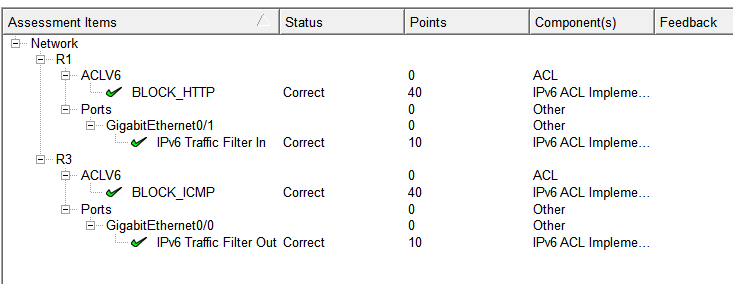 Assessment Items Status Points Component(s) Feedback
Network
R1
ACLV6 0 ACL
BLOCK_HTTP Correct 40 IPv6 ACL Impleme...
Ports 0 Other
GigabitEthernet0/1 0 Other
IPv6 Traffic Filter In Correct 10 IPv6 ACL Impleme...
R3
ACLV6 0 ACL
BLOCK_ICMP Correct 40 IPv6 ACL Impleme...
Ports 0 Other
GigabitEthernet0/0 0 Other
IPv6 Traffic Filter Out Correct 10 IPv6 ACL Impleme...